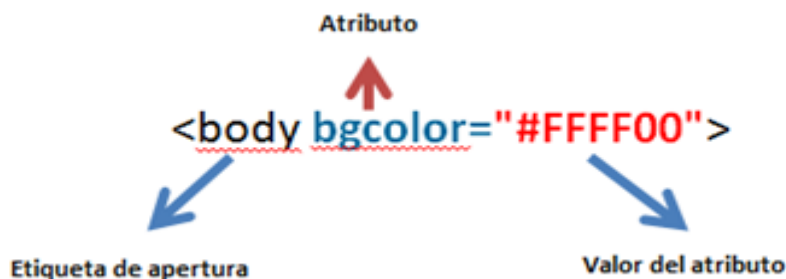 Atributo
<body bgcolor="#FFFF00">
Etiqueta de apertura
Valor del atributo